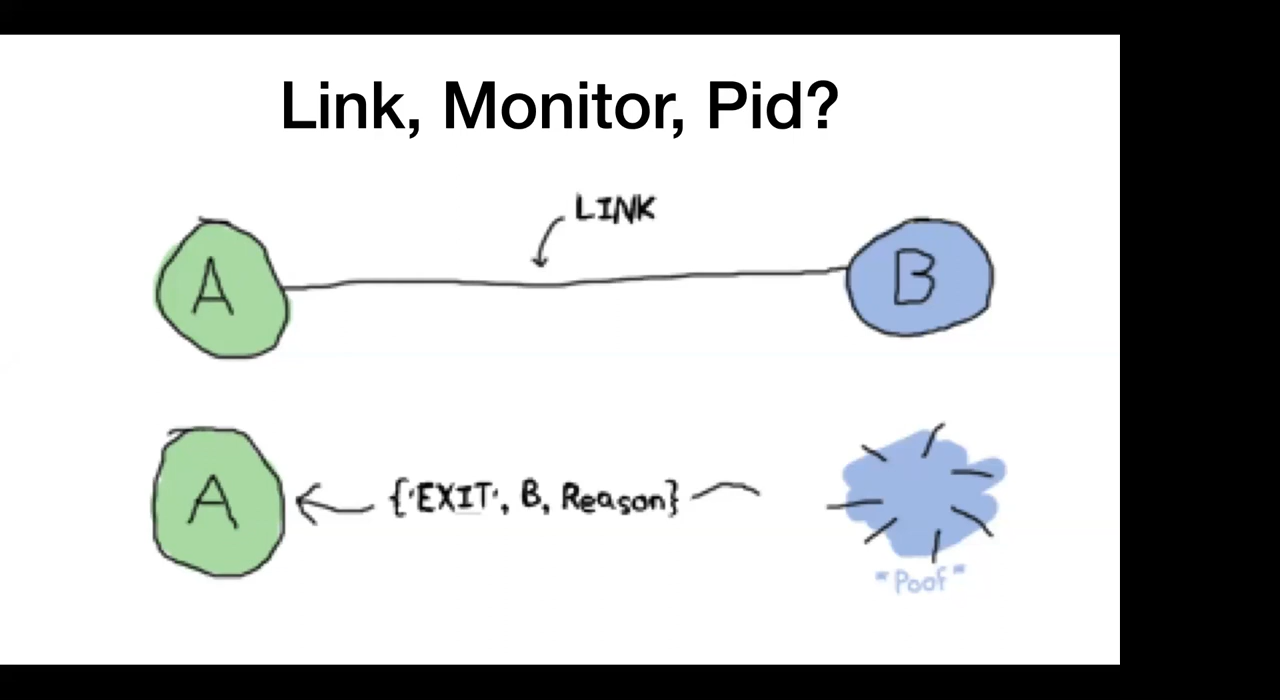 Link, Monitor, Pid?
LINK
A
B
A
{'EXIT', B, Reason}
"Poof"